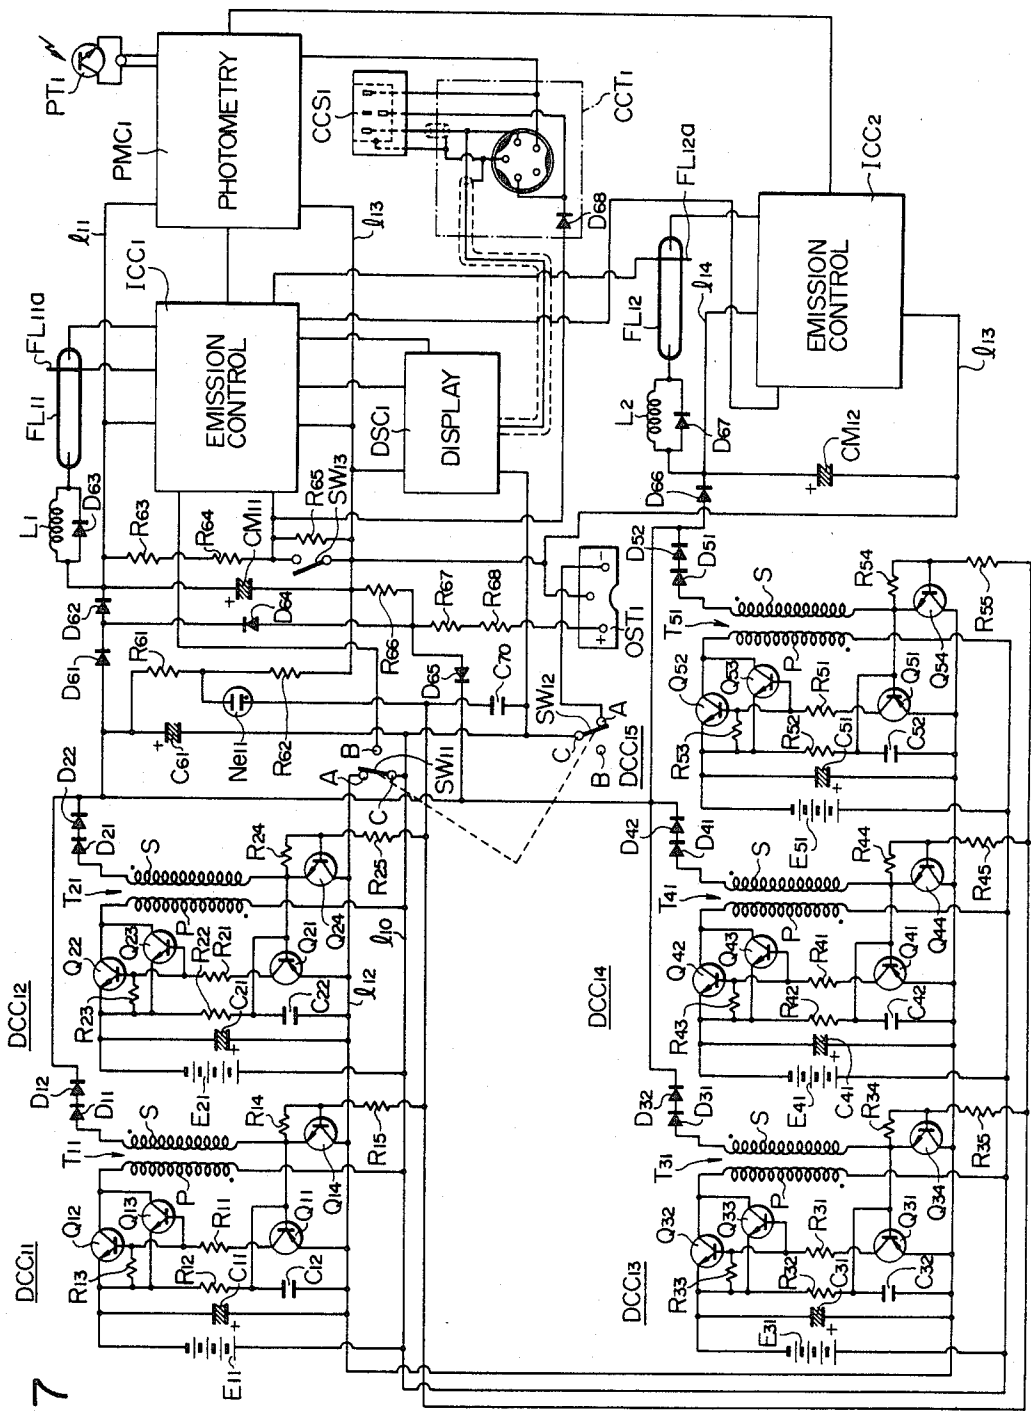 7
PT1
PMC1
PHOTOMETRY
CCS1
CCT1
D68
l11
l13
ICC1
FL11a
FL11
EMISSION
CONTROL
DSC1
DISPLAY
L1
D63
R63
R64
CM11
+
R65
SW13
D62
D64
D61
R61
R66
R67
R68
OST1
+
-
D65
C70
C61
+
Ne11
R62
SW12
A
B
C
SW11
A
B
C
FL12a
FL12
l14
ICC2
EMISSION
CONTROL
l13
L2
D67
D66
CM12
+
DCC11
Q12
Q13
R13
R12
R11
C11
+
E11
C12
Q11
Q14
R14
R15
T11
P
S
D11
D12
DCC12
Q22
Q23
R23
R22
R21
C21
+
E21
C22
Q21
Q24
R24
R25
T21
P
S
D21
D22
l10
l12
DCC13
Q32
Q33
R33
R32
R31
C31
+
E31
C32
Q31
Q34
R34
R35
T31
P
S
D31
D32
DCC14
Q42
Q43
R43
R42
R41
C41
+
E41
C42
Q41
Q44
R44
R45
T41
P
S
D41
D42
DCC15
Q52
Q53
R53
R52
R51
C51
+
E51
C52
Q51
Q54
R54
R55
T51
P
S
D51
D52